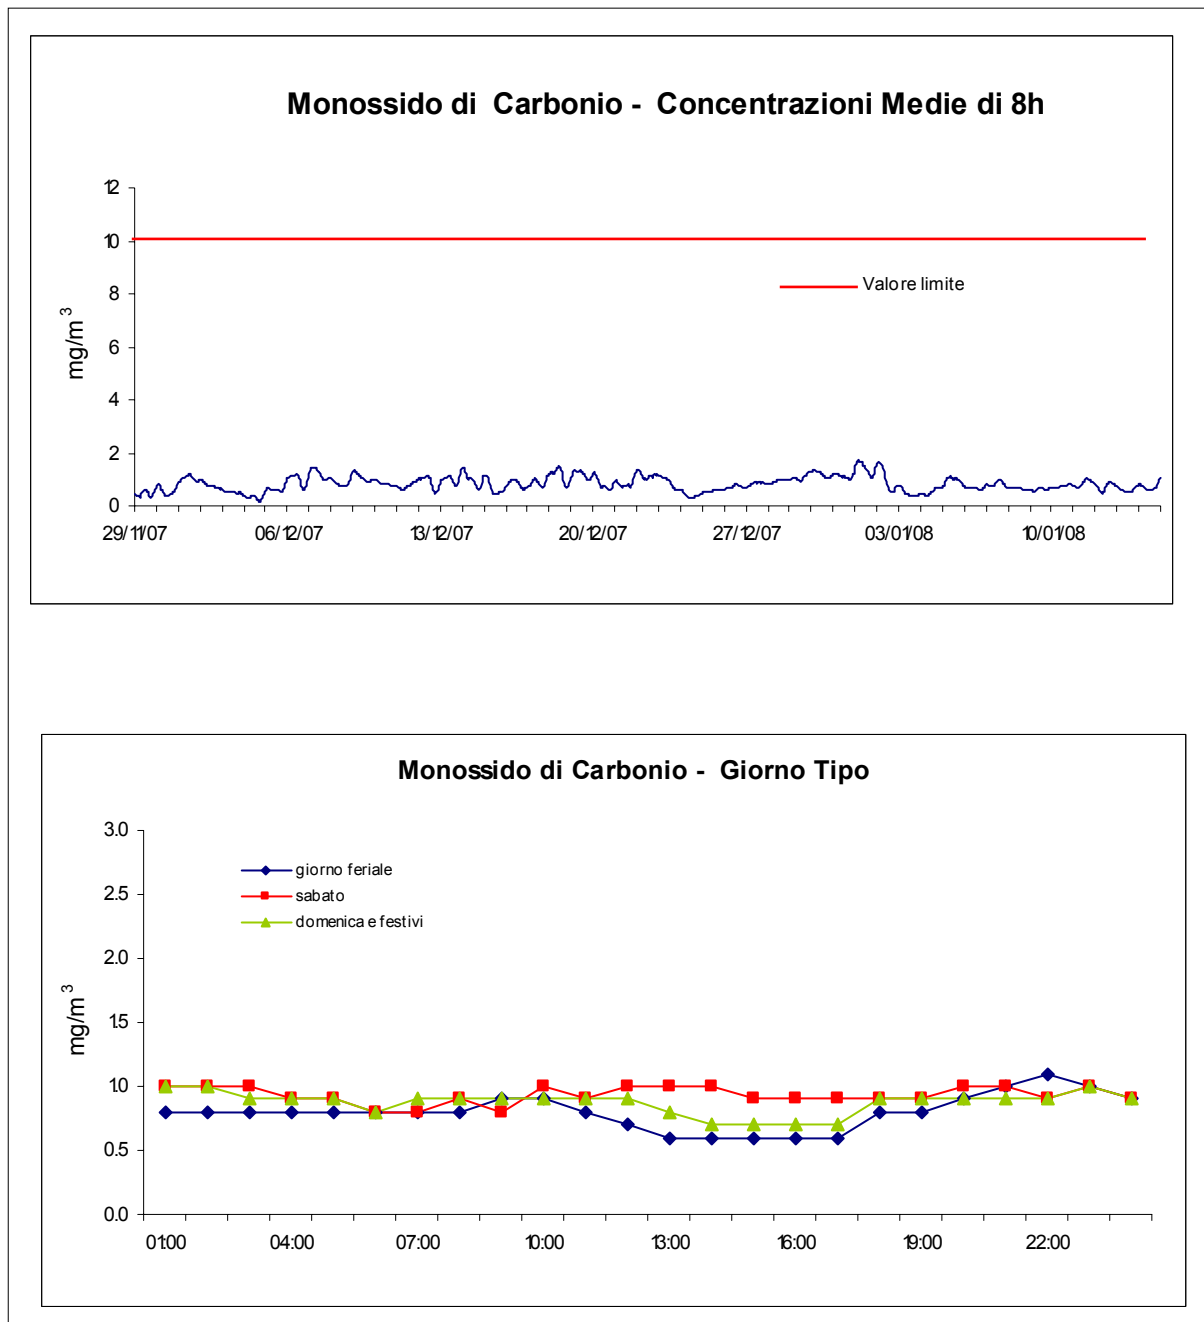 Monossido di Carbonio - Concentrazioni Medie di 8h
12
10
8
6
4
2
0
mg/m³
Valore limite
29/11/07 06/12/07 13/12/07 20/12/07 27/12/07 03/01/08 10/01/08
Monossido di Carbonio - Giorno Tipo
3.0
2.5
2.0
1.5
1.0
0.5
0.0
mg/m³
giorno feriale
sabato
domenica e festivi
01:00 04:00 07:00 10:00 13:00 16:00 19:00 22:00